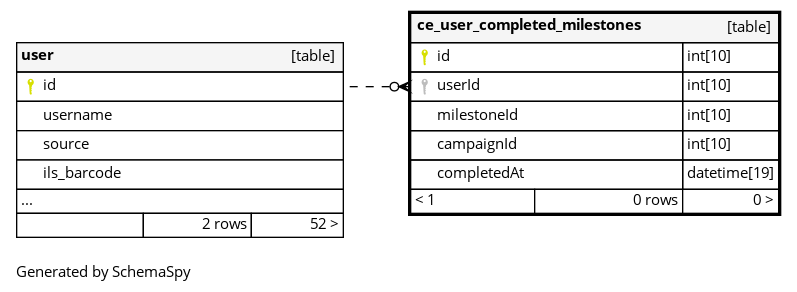 user [table]
id
username
source
ils_barcode
...
2 rows 52 >
ce_user_completed_milestones [table]
id int[10]
userId int[10]
milestoneId int[10]
campaignId int[10]
completedAt datetime[19]
< 1 0 rows 0 >
Generated by SchemaSpy